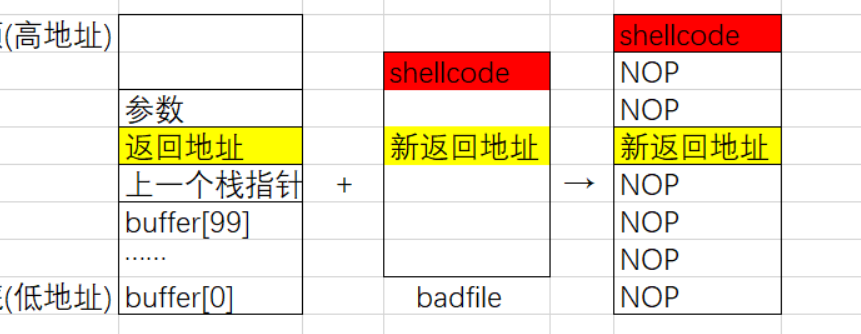 (高地址)
shellcode
shellcode
NOP
参数
NOP
返回地址
新返回地址
新返回地址
上一个栈指针
+
→
NOP
buffer[99]
NOP
......
NOP
(低地址)
buffer[0]
badfile
NOP